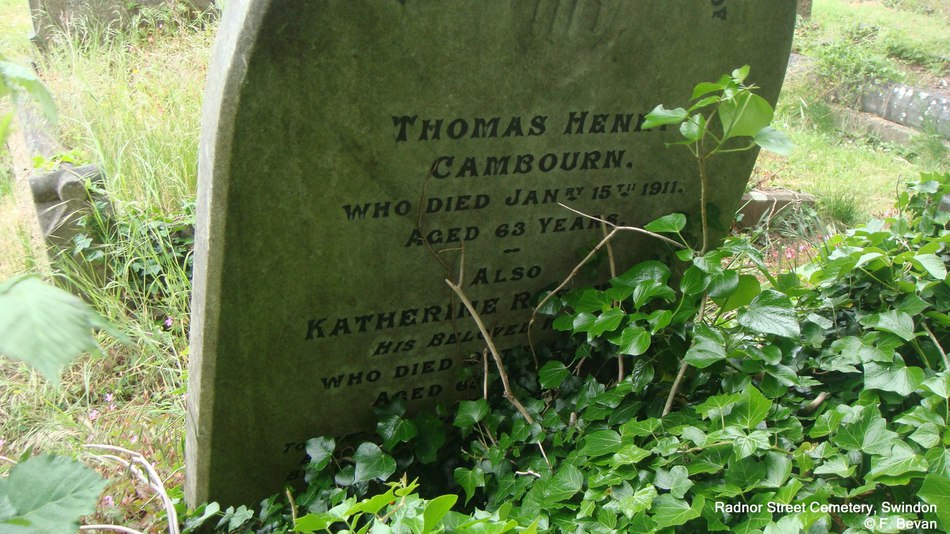 THOMAS HENRY
CAMBOURN.
WHO DIED JANRY 15TH 1911.
AGED 63 YEARS.
ALSO
KATHERINE
HIS BELOVED
WHO DIED
AGED
Radnor Street Cemetery, Swindon
© F. Bevan